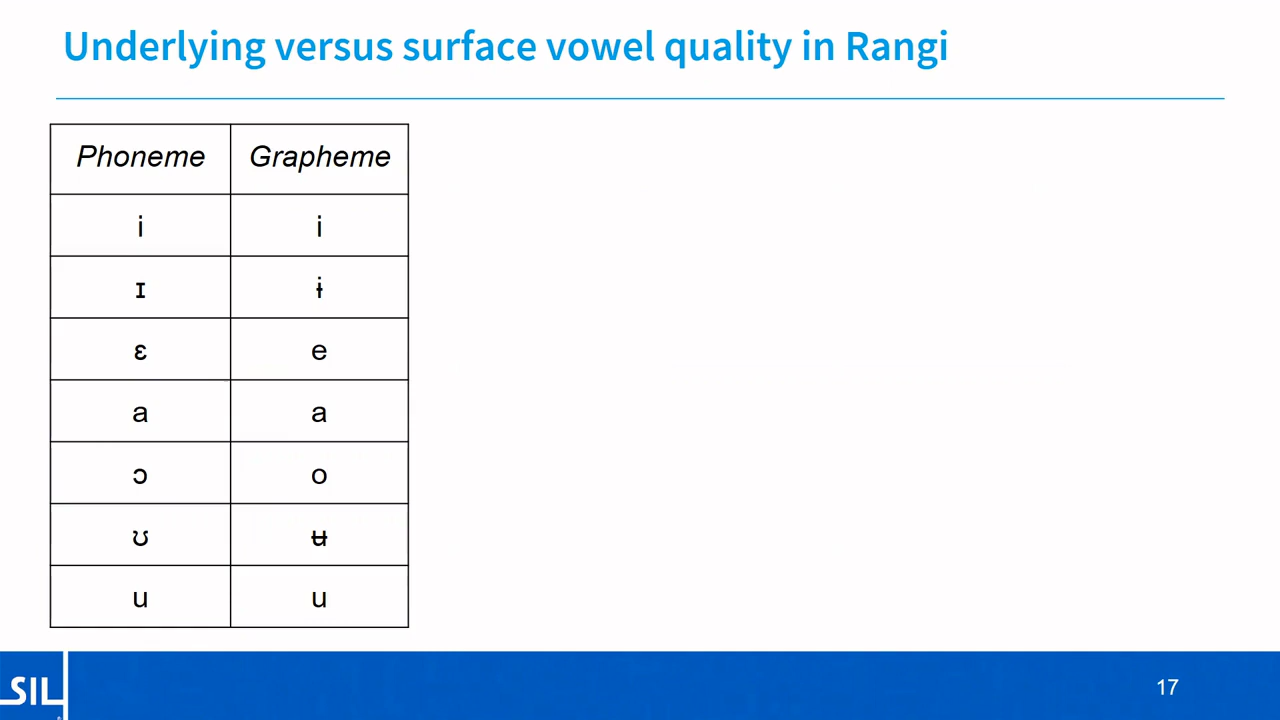 Underlying versus surface vowel quality in Rangi
Phoneme Grapheme
i i
ɪ ɨ
ɛ e
a a
ɔ o
ʊ ʉ
u u
SIL 17